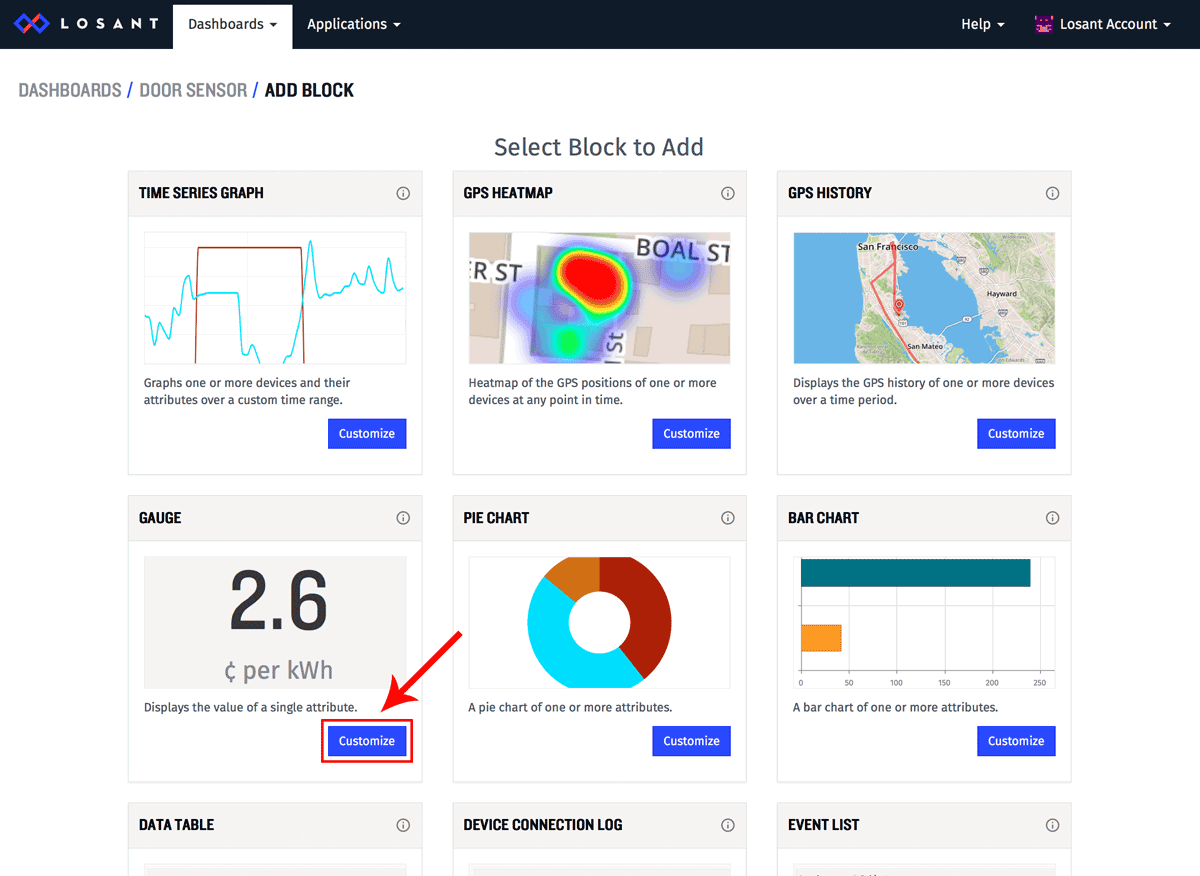 LOSANT Dashboards Applications Help Losant Account
DASHBOARDS / DOOR SENSOR / ADD BLOCK
Select Block to Add
TIME SERIES GRAPH
GPS HEATMAP
GPS HISTORY
BOAL ST
ER ST
St
San Francisco
Hayward
San Mateo
Graphs one or more devices and their
attributes over a custom time range.
Customize
Heatmap of the GPS positions of one or more
devices at any point in time.
Customize
Displays the GPS history of one or more devices
over a time period.
Customize
GAUGE
PIE CHART
BAR CHART
2.6
¢ per kWh
0 50 100 150 200 250
Displays the value of a single attribute.
Customize
A pie chart of one or more attributes.
Customize
A bar chart of one or more attributes.
Customize
DATA TABLE
DEVICE CONNECTION LOG
EVENT LIST